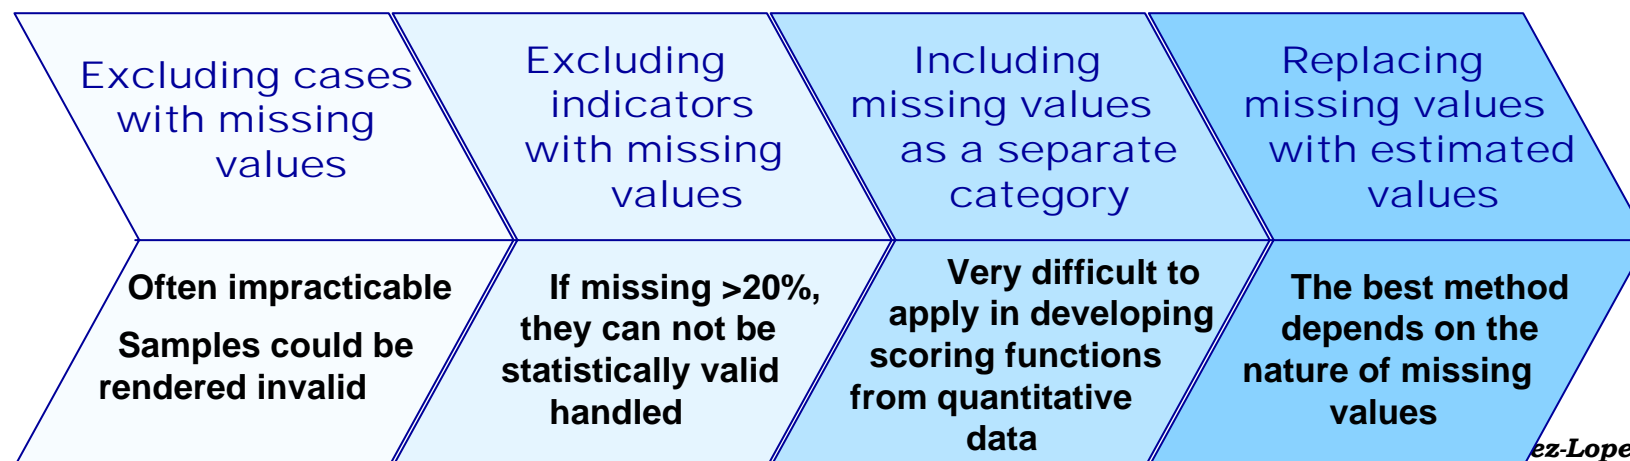 Excluding cases
with missing
values
Excluding
indicators
with missing
values
Including
missing values
as a separate
category
Replacing
missing values
with estimated
values
Often impracticable
Samples could be
rendered invalid
If missing >20%,
they can not be
statistically valid
handled
Very difficult to
apply in developing
scoring functions
from quantitative
data
The best method
depends on the
nature of missing
values